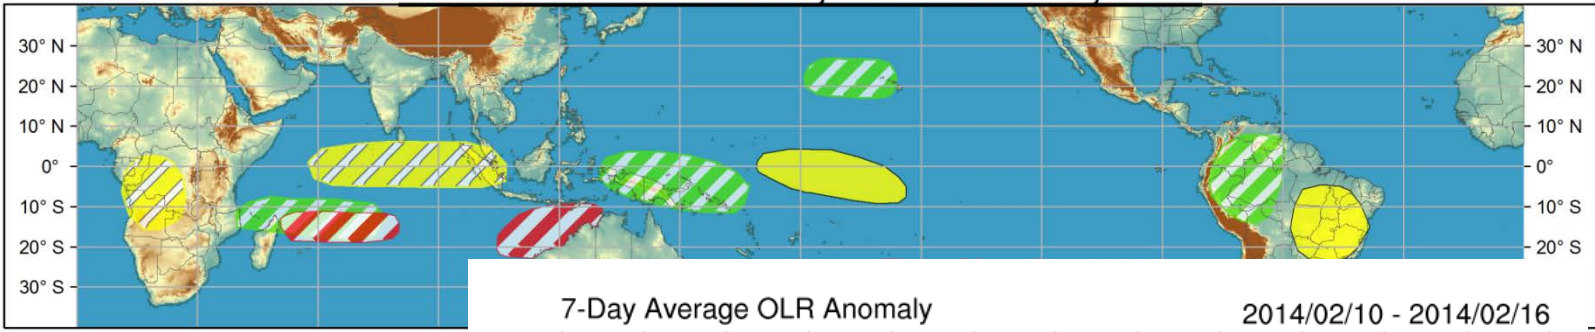 30° N 30° N
20° N 20° N
10° N 10° N
0° 0°
10° S 10° S
20° S 20° S
30° S
7-Day Average OLR Anomaly 2014/02/10 - 2014/02/16